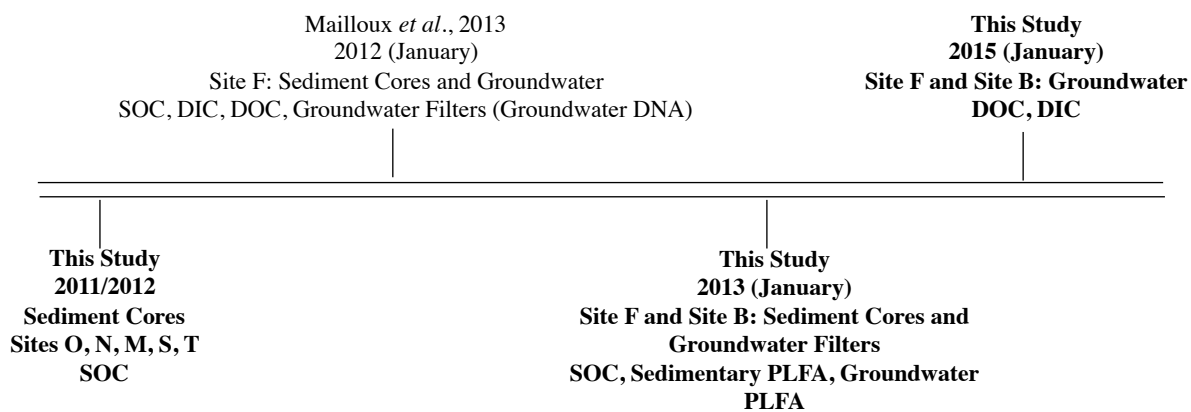 Mailloux et al., 2013
2012 (January)
Site F: Sediment Cores and Groundwater
SOC, DIC, DOC, Groundwater Filters (Groundwater DNA)
This Study
2015 (January)
Site F and Site B: Groundwater
DOC, DIC
This Study
2011/2012
Sediment Cores
Sites O, N, M, S, T
SOC
This Study
2013 (January)
Site F and Site B: Sediment Cores and
Groundwater Filters
SOC, Sedimentary PLFA, Groundwater
PLFA